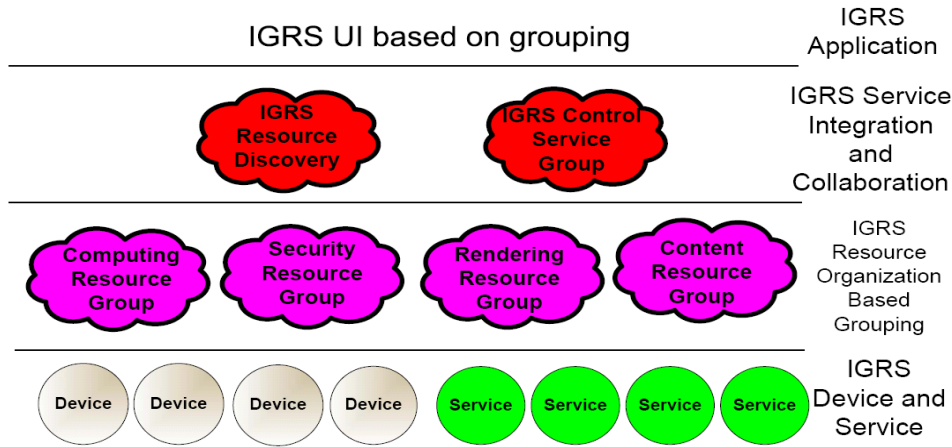 IGRS UI based on grouping
IGRS
Application
IGRS
Resource
Discovery
IGRS Control
Service
Group
IGRS Service
Integration
and
Collaboration
Computing
Resource
Group
Security
Resource
Group
Rendering
Resource
Group
Content
Resource
Group
IGRS
Resource
Organization
Based
Grouping
Device
Device
Device
Device
Service
Service
Service
Service
IGRS
Device and
Service